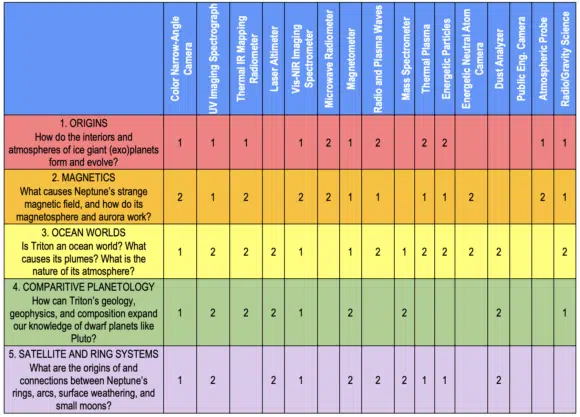 Color Narrow-Angle
Camera
UV Imaging Spectrograph
Thermal IR Mapping
Radiometer
Laser Altimeter
Vis-NIR Imaging
Spectrometer
Microwave Radiometer
Magnetometer
Radio and Plasma Waves
Mass Spectrometer
Thermal Plasma
Energetic Particles
Energetic Neutral Atom
Camera
Dust Analyzer
Public Eng. Camera
Atmospheric Probe
Radio/Gravity Science
1. ORIGINS
How do the interiors and
atmospheres of ice giant (exo)planets
form and evolve?
1 1 1 1 2 1 2 2 2 1 1
2. MAGNETICS
What causes Neptune's strange
magnetic field, and how do its
magnetosphere and aurora work?
2 1 2 2 2 1 1 1 1 2 2 1
3. OCEAN WORLDS
Is Triton an ocean world? What
causes its plumes? What is the
nature of its atmosphere?
1 2 2 2 1 1 2 1 2 2 2 2 2
4. COMPARITIVE PLANETOLOGY
How can Triton's geology,
geophysics, and composition expand
our knowledge of dwarf planets like
Pluto?
1 2 2 2 1 2 2 2 1
5. SATELLITE AND RING SYSTEMS
What are the origins of and
connections between Neptune's
rings, arcs, surface weathering, and
small moons?
1 2 2 1 2 2 2 1 1 2